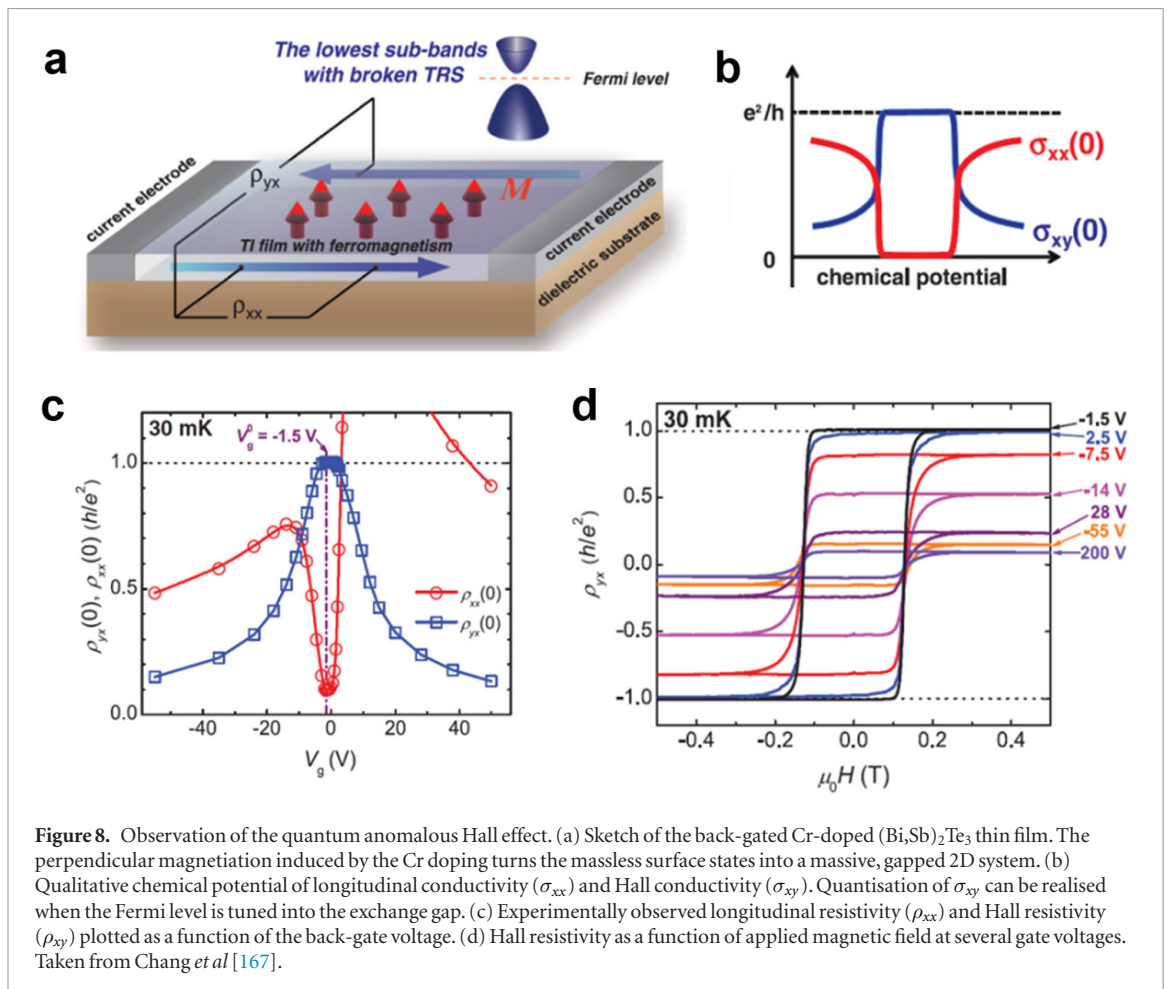 a
The lowest sub-bands
with broken TRS
Fermi level
current electrode
ρyx
M
TI film with ferromagnetism
ρxx
current electrode
dielectric substrate
b
e²/h
σxx(0)
σxy(0)
0
chemical potential
c
30 mK
Vg⁰ = -1.5 V
1.0
0.5
0.0
ρyx(0), ρxx(0) (h/e²)
ρxx(0)
ρyx(0)
-40 -20 0 20 40
Vg (V)
d
30 mK
1.0
0.5
0.0
-0.5
-1.0
ρyx (h/e²)
-1.5 V
2.5 V
-7.5 V
-14 V
28 V
-55 V
200 V
-0.4 -0.2 0.0 0.2 0.4
μ₀H (T)
Figure 8. Observation of the quantum anomalous Hall effect. (a) Sketch of the back-gated Cr-doped (Bi,Sb)₂Te₃ thin film. The
perpendicular magnetiation induced by the Cr doping turns the massless surface states into a massive, gapped 2D system. (b)
Qualitative chemical potential of longitudinal conductivity (σxx) and Hall conductivity (σxy). Quantisation of σxy can be realised
when the Fermi level is tuned into the exchange gap. (c) Experimentally observed longitudinal resistivity (ρxx) and Hall resistivity
(ρxy) plotted as a function of the back-gate voltage. (d) Hall resistivity as a function of applied magnetic field at several gate voltages.
Taken from Chang et al [167].